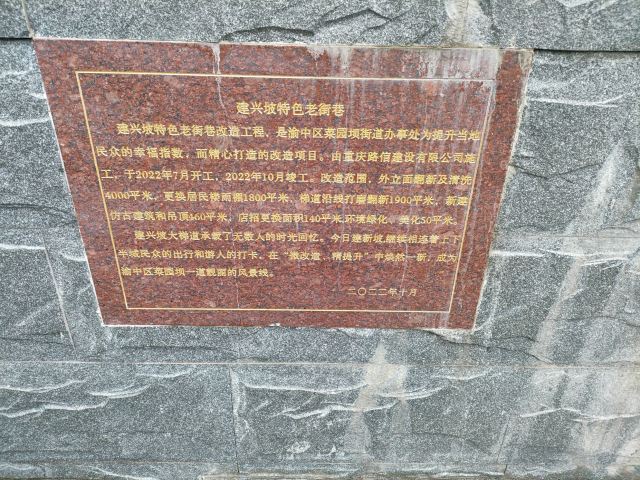 建兴坡特色老街巷
建兴坡特色老街巷改造工程，是渝中区菜园坝街道办事处为提升当地
民众的幸福指数，而精心打造的改造项目。由重庆路信建设有限公司施
工，于2022年7月开工，2022年10月竣工。改造范围，外立面翻新及清洗
4000平米，更换居民楼雨棚1800平米、梯道沿线打磨翻新1900平米，新建
仿古建筑和吊顶460平米，店招更换面积140平米，环境绿化、美化50平米。
建兴坡大梯道承载了无数人的时光回忆。今日建新坡，继续相连着上下
半城民众的出行和游人的打卡，在“微改造、精提升”中焕然一新，成为
渝中区菜园坝一道靓丽的风景线。
二〇二二年十月